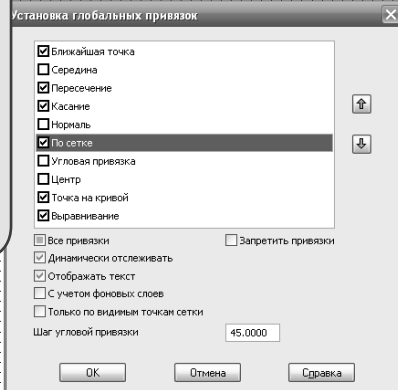 Установка глобальных привязок
Ближайшая точка
Середина
Пересечение
Касание
Нормаль
По сетке
Угловая привязка
Центр
Точка на кривой
Выравнивание
Все привязки Запретить привязки
Динамически отслеживать
Отображать текст
С учетом фоновых слоев
Только по видимым точкам сетки
Шаг угловой привязки 45.0000
OK Отмена Справка